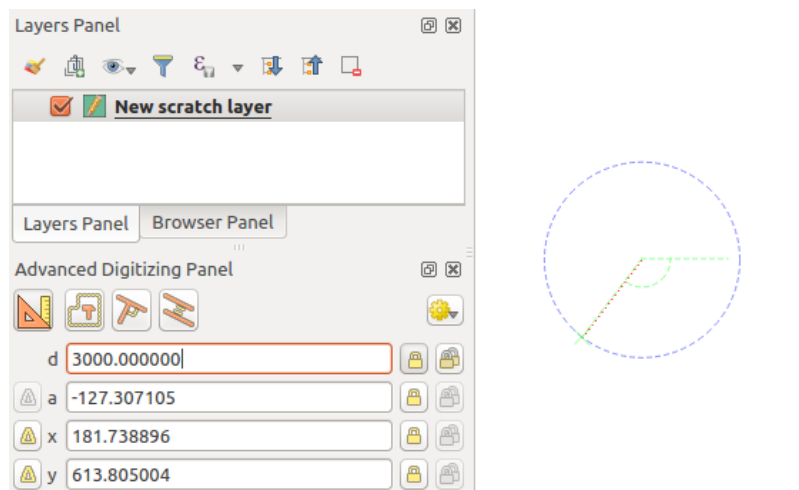 Layers Panel
New scratch layer
Layers Panel
Browser Panel
Advanced Digitizing Panel
d 3000.000000
a -127.307105
x 181.738896
y 613.805004